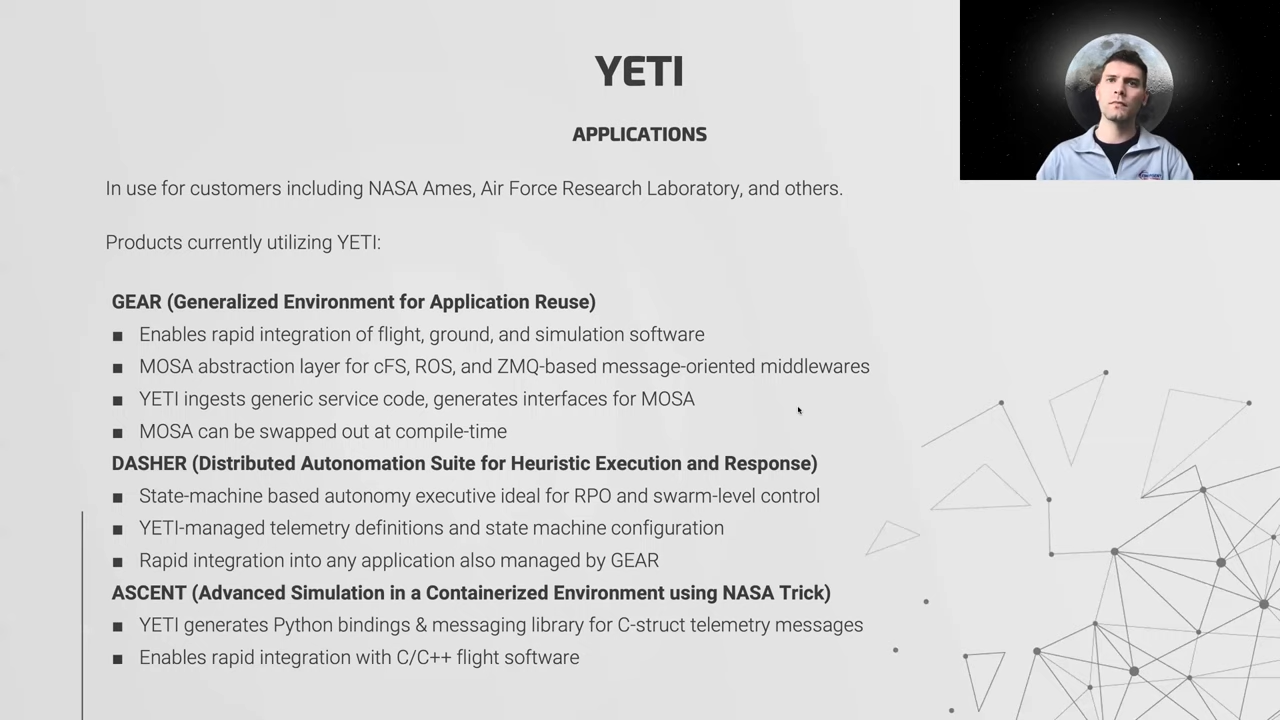 YETI
APPLICATIONS
In use for customers including NASA Ames, Air Force Research Laboratory, and others.
Products currently utilizing YETI:
GEAR (Generalized Environment for Application Reuse)
■ Enables rapid integration of flight, ground, and simulation software
■ MOSA abstraction layer for cFS, ROS, and ZMQ-based message-oriented middlewares
■ YETI ingests generic service code, generates interfaces for MOSA
■ MOSA can be swapped out at compile-time
DASHER (Distributed Autonomation Suite for Heuristic Execution and Response)
■ State-machine based autonomy executive ideal for RPO and swarm-level control
■ YETI-managed telemetry definitions and state machine configuration
■ Rapid integration into any application also managed by GEAR
ASCENT (Advanced Simulation in a Containerized Environment using NASA Trick)
■ YETI generates Python bindings & messaging library for C-struct telemetry messages
■ Enables rapid integration with C/C++ flight software